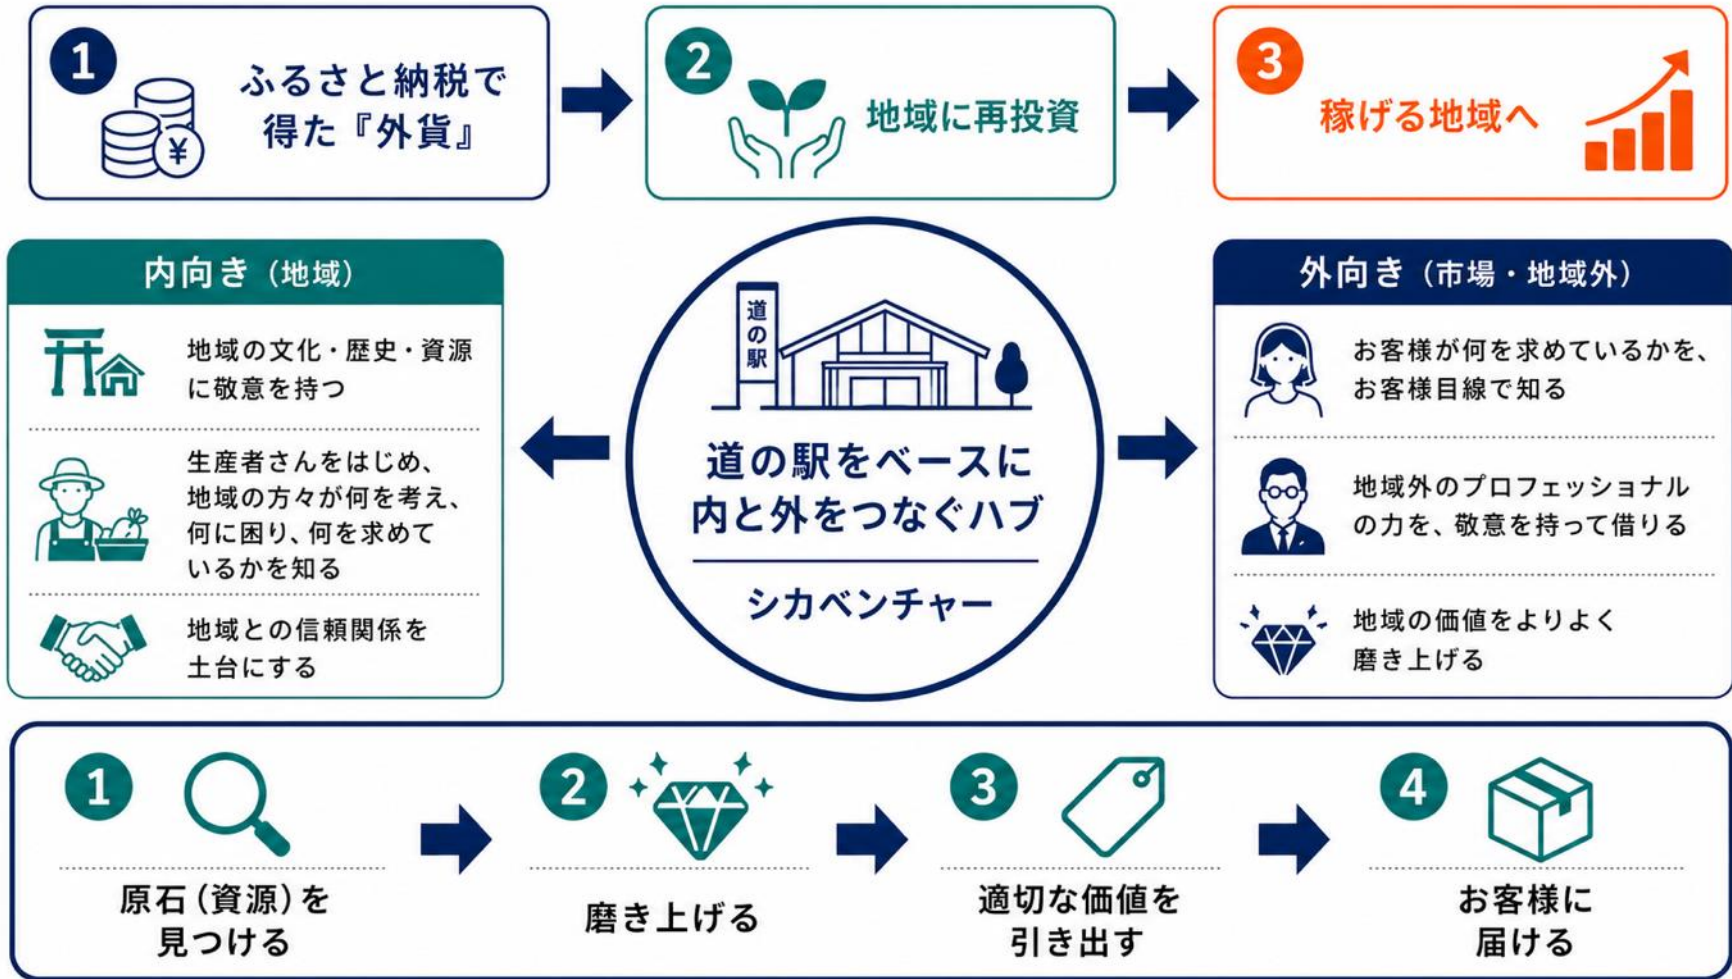 1
ふるさと納税で
得た『外貨』
¥
2
地域に再投資
3
稼げる地域へ
内向き（地域）
地域の文化・歴史・資源
に敬意を持つ
生産者さんをはじめ、
地域の方々が何を考え、
何に困り、何を求めて
いるかを知る
地域との信頼関係を
土台にする
道の駅
道の駅をベースに
内と外をつなぐハブ
シカベンチャー
外向き（市場・地域外）
お客様が何を求めているかを、
お客様目線で知る
地域外のプロフェッショナル
の力を、敬意を持って借りる
地域の価値をよりよく
磨き上げる
1
原石（資源）を
見つける
2
磨き上げる
3
適切な価値を
引き出す
4
お客様に
届ける